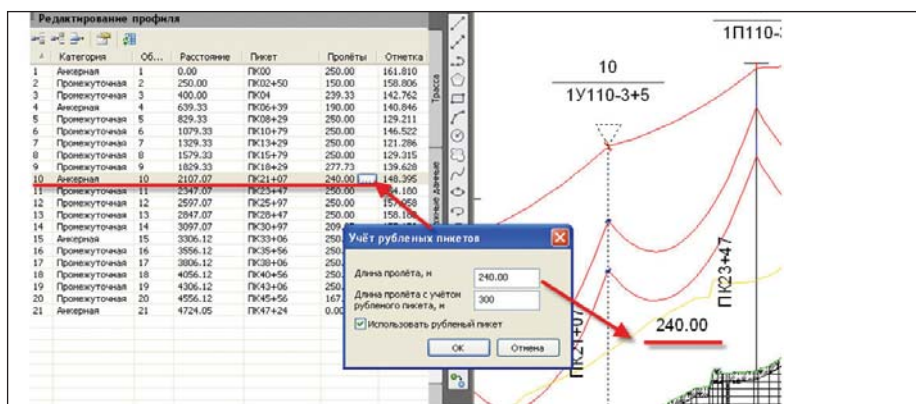 Редактирование профиля
Категория Об... Расстояние Пикет Пролёты Отметка
1 Анкерная 1 0.00 ПК00 250.00 161.810
2 Промежуточная 2 250.00 ПК02+50 150.00 158.806
3 Промежуточная 3 400.00 ПК04 239.33 142.762
4 Анкерная 4 639.33 ПК06+39 190.00 140.846
5 Промежуточная 5 829.33 ПК08+29 250.00 129.211
6 Промежуточная 6 1079.33 ПК10+79 250.00 146.522
7 Промежуточная 7 1329.33 ПК13+29 250.00 121.286
8 Промежуточная 8 1579.33 ПК15+79 250.00 129.315
9 Промежуточная 9 1829.33 ПК18+29 277.73 139.628
10 Анкерная 10 2107.07 ПК21+07 240.00 ... 148.395
11 Промежуточная 11 2347.07 ПК23+47 250.00
12 Промежуточная 12 2597.07 ПК25+97 250.00
13 Промежуточная 13 2847.07 ПК28+47 250.00
14 Промежуточная 14 3097.07 ПК30+97
15 Анкерная 15 3306.12 ПК33+06
16 Промежуточная 16 3556.12 ПК35+56
17 Промежуточная 17 3806.12 ПК38+06
18 Промежуточная 18 4056.12 ПК40+56
19 Промежуточная 19 4306.12 ПК43+06
20 Промежуточная 20 4556.12 ПК45+56
21 Анкерная 21 4724.05 ПК47+24
Трасса
Учёт рубленых пикетов
Длина пролёта, м 240.00
Длина пролёта с учётом
рубленого пикета, м 300
Использовать рубленый пикет
ОК Отмена
10
1У110-3+5
1П110-
ПК21+07
ПК23+47
240.00